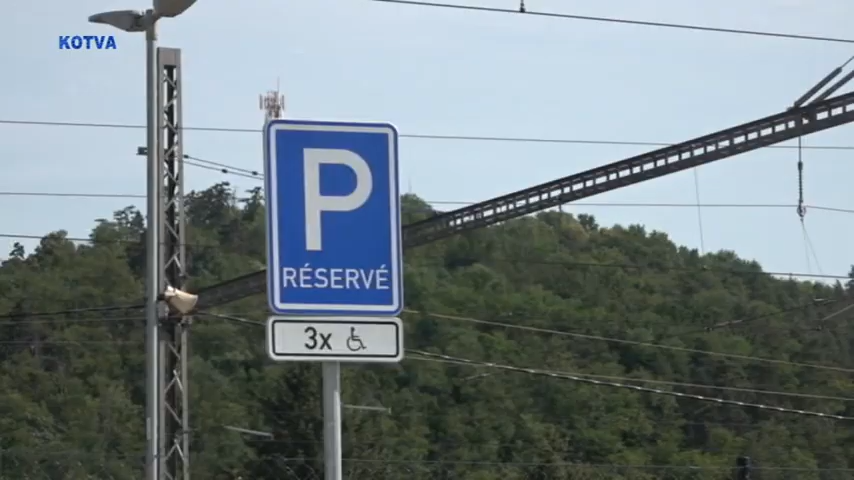 KOTVA
P
RÉSERVÉ
3x